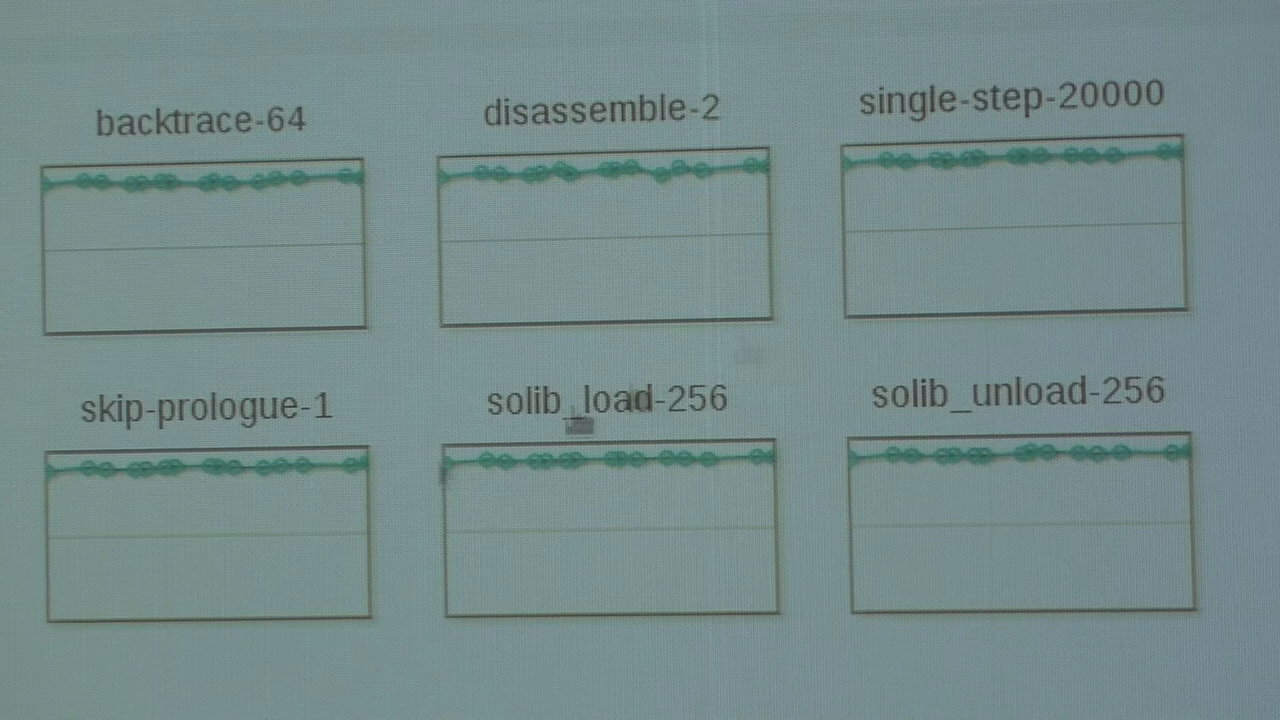 backtrace-64
disassemble-2
single-step-20000
skip-prologue-1
solib_load-256
solib_unload-256